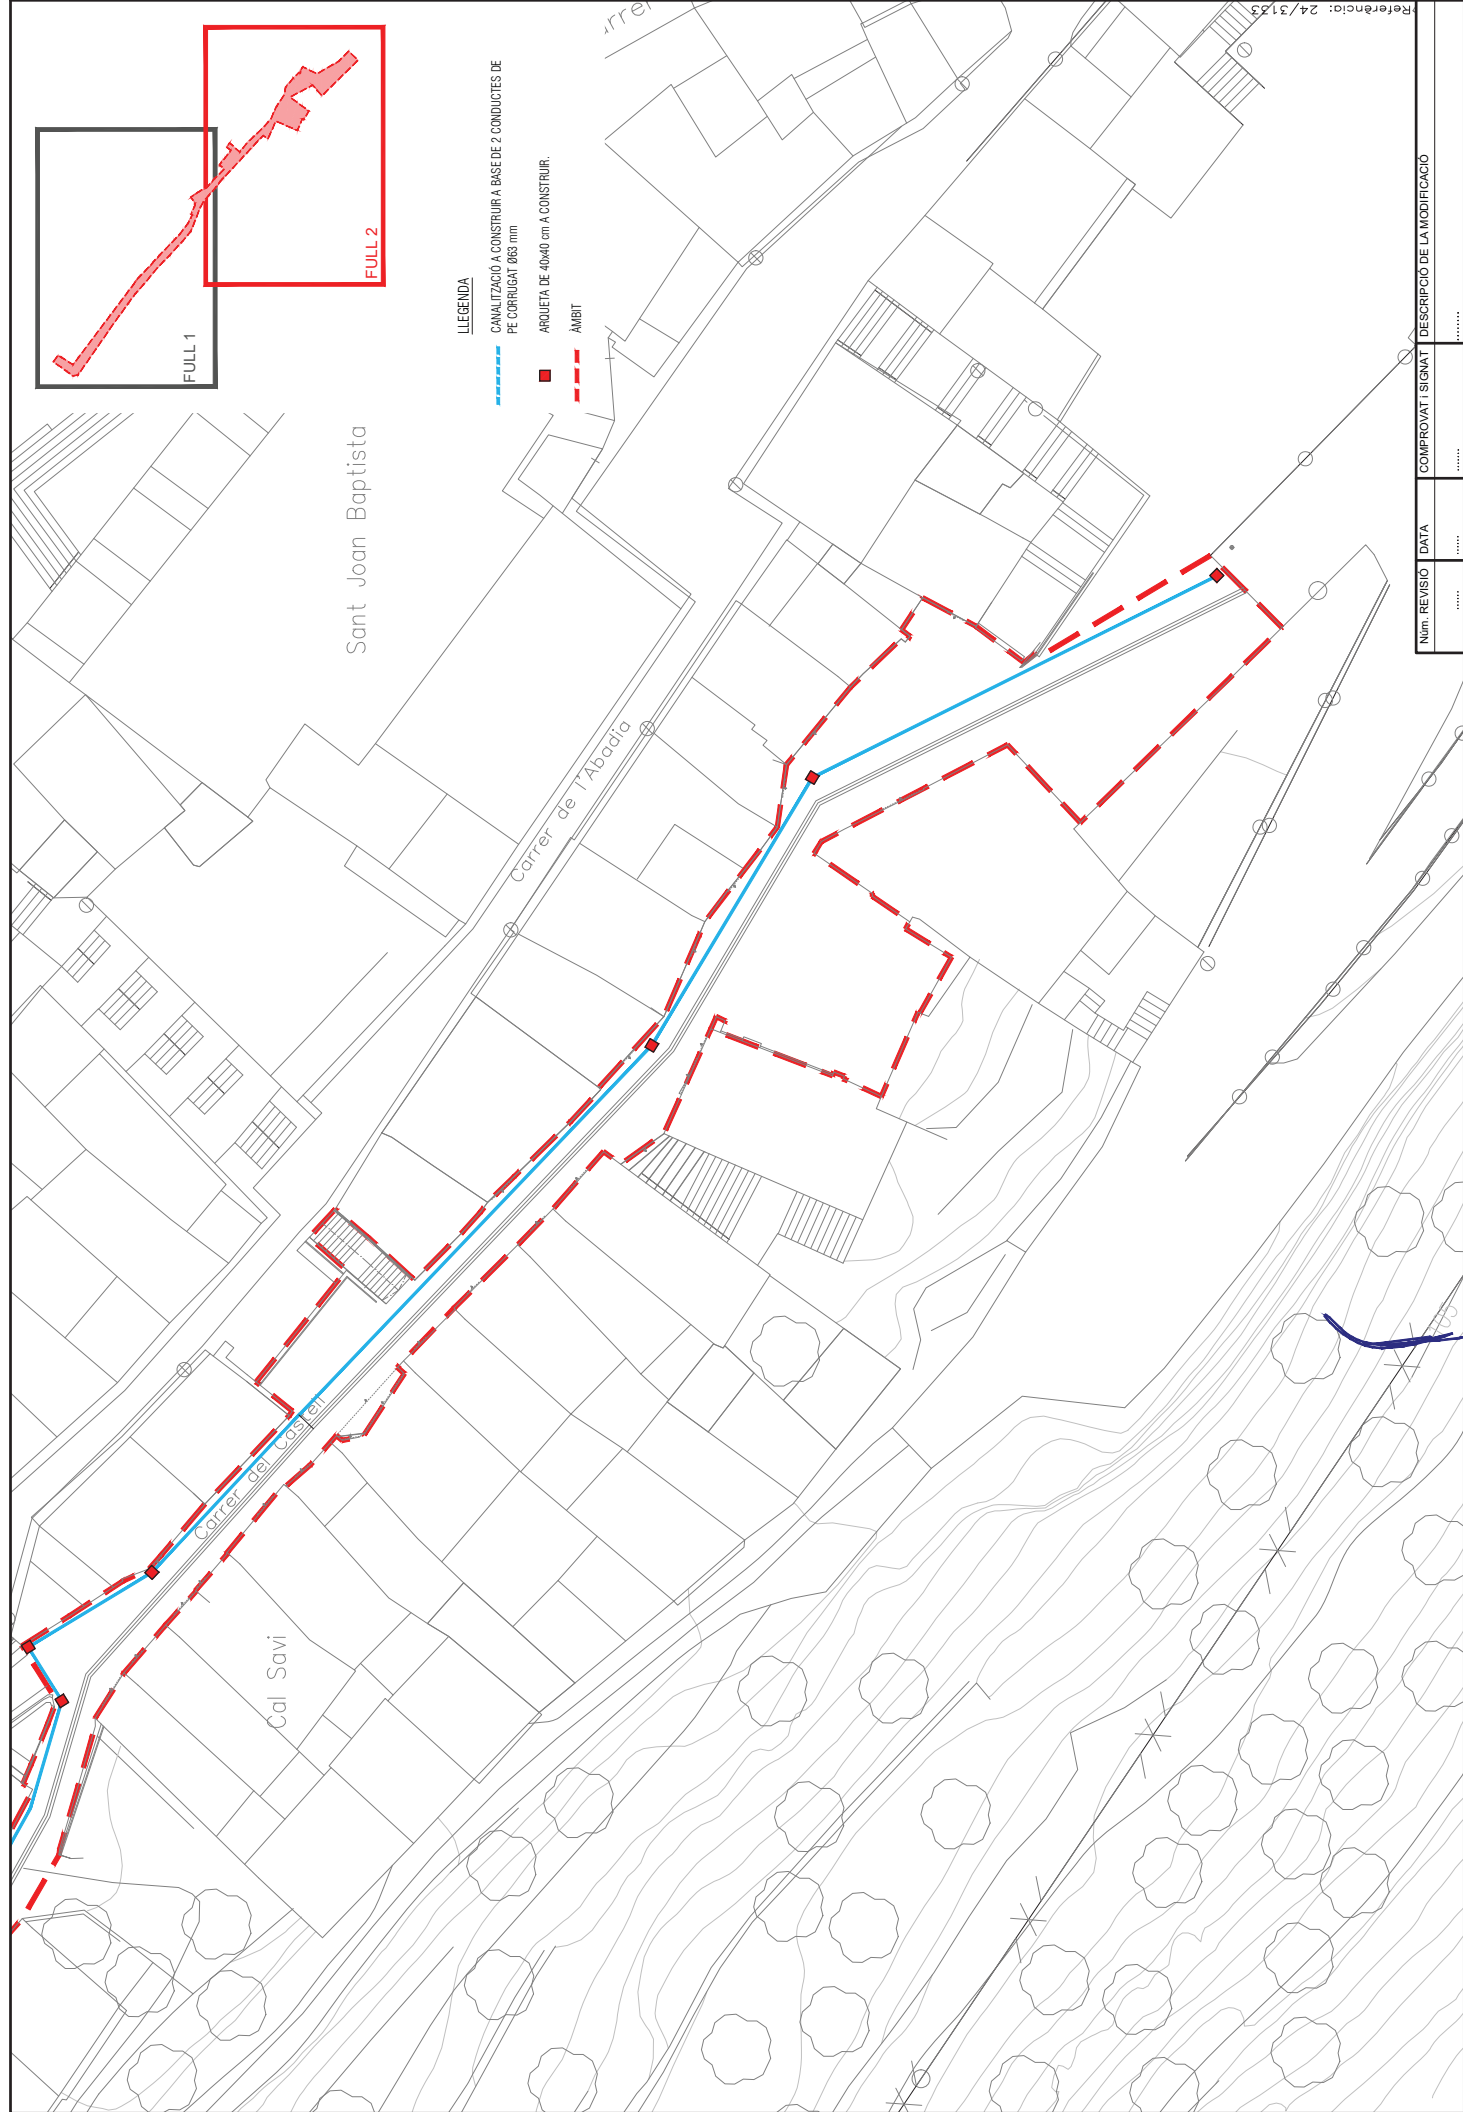 FULL 1
FULL 2
LLEGENDA
CANALITZACIÓ A CONSTRUIR A BASE DE 2 CONDUCTES DE
PE CORRUGAT Ø63 mm
ARQUETA DE 40x40 cm A CONSTRUIR.
ÀMBIT
Sant Joan Baptista
Carrer de l'Abadia
Carrer del Castell
Cal Savi
Referència: 24/3133
Núm. REVISIÓ
DATA
COMPROVAT i SIGNAT
DESCRIPCIÓ DE LA MODIFICACIÓ